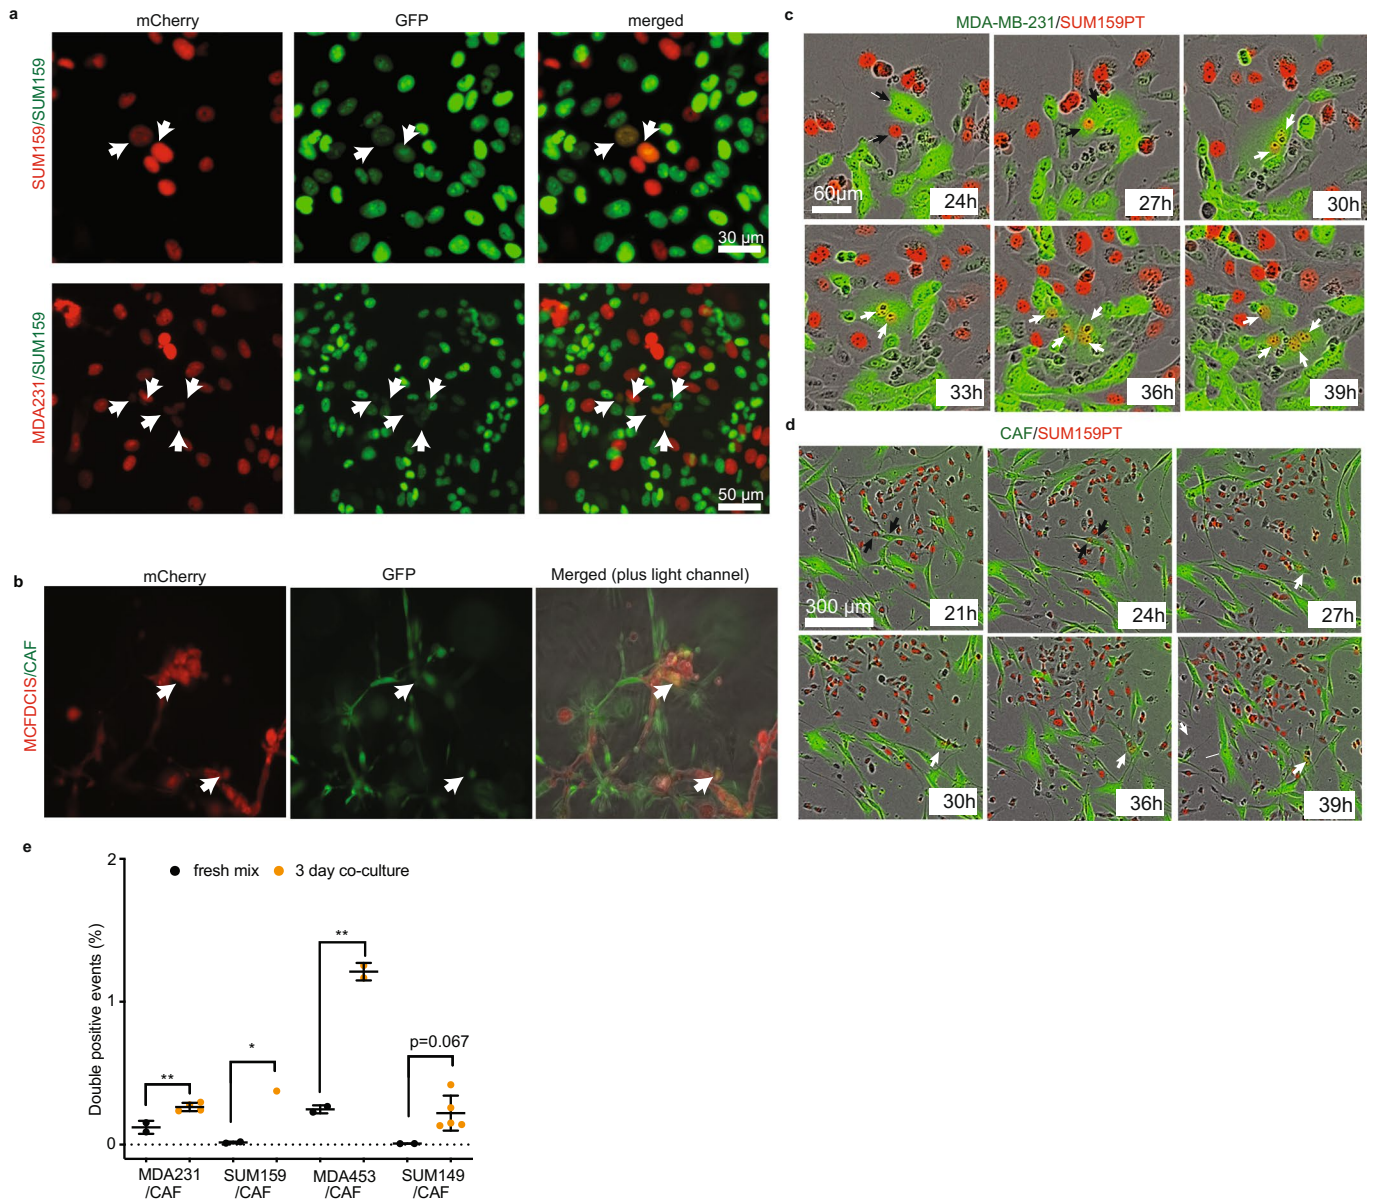 a
mCherry
GFP
merged
SUM159/SUM159
30 µm
MDA231/SUM159
50 µm
b
mCherry
GFP
Merged (plus light channel)
MCFDCIS/CAF
c
MDA-MB-231/SUM159PT
60µm
24h
27h
30h
33h
36h
39h
d
CAF/SUM159PT
300 µm
21h
24h
27h
30h
36h
39h
e
fresh mix
3 day co-culture
Double positive events (%)
2
1
0
**
*
**
p=0.067
MDA231
/CAF
SUM159
/CAF
MDA453
/CAF
SUM149
/CAF